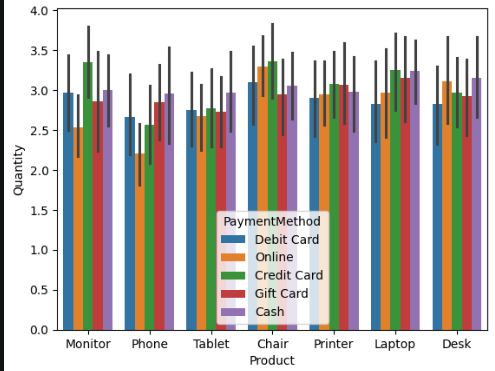 4.0
3.5
3.0
2.5
2.0
1.5
1.0
0.5
0.0
Quantity
PaymentMethod
Debit Card
Online
Credit Card
Gift Card
Cash
Monitor Phone Tablet Chair Printer Laptop Desk
Product